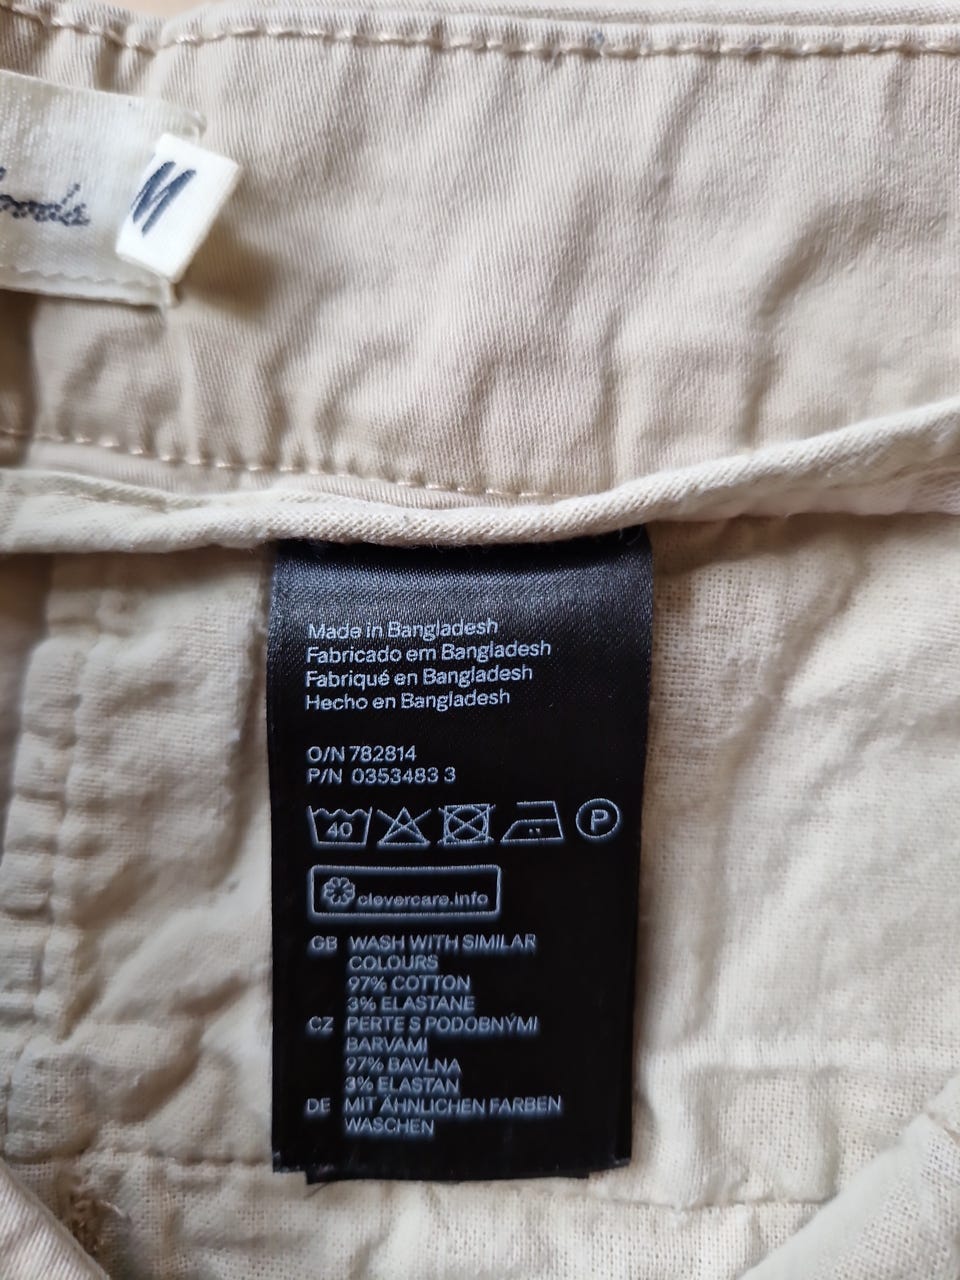 M
Made in Bangladesh
Fabricado em Bangladesh
Fabriqué en Bangladesh
Hecho en Bangladesh
O/N 782814
P/N 0353483 3
40
P
clevercare.info
GB WASH WITH SIMILAR
COLOURS
97% COTTON
3% ELASTANE
CZ PERTE S PODOBNÝMI
BARVAMI
97% BAVLNA
3% ELASTAN
DE MIT ÄHNLICHEN FARBEN
WASCHEN